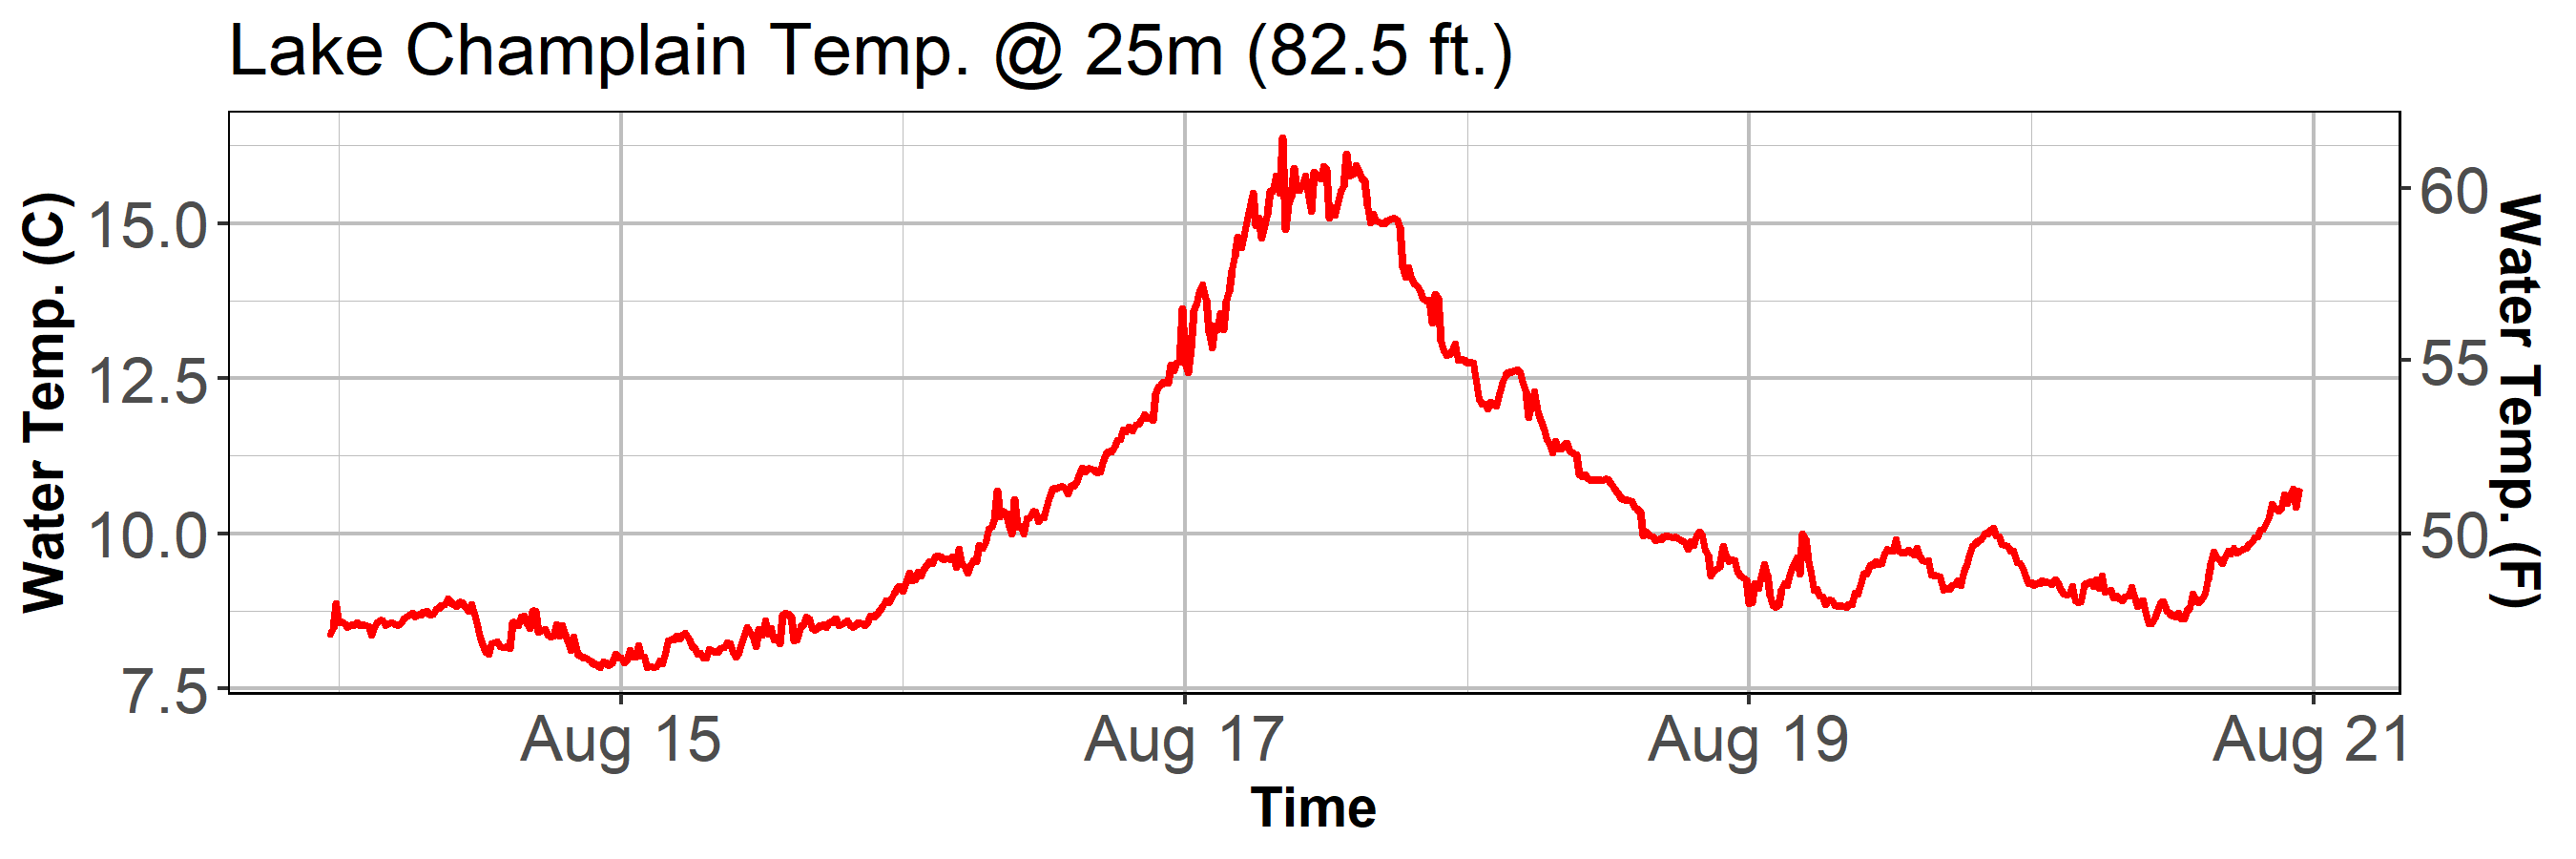 Lake Champlain Temp. @ 25m (82.5 ft.)
Water Temp. (C)
15.0
12.5
10.0
7.5
60
55
50
Water Temp. (F)
Aug 15 Aug 17 Aug 19 Aug 21
Time